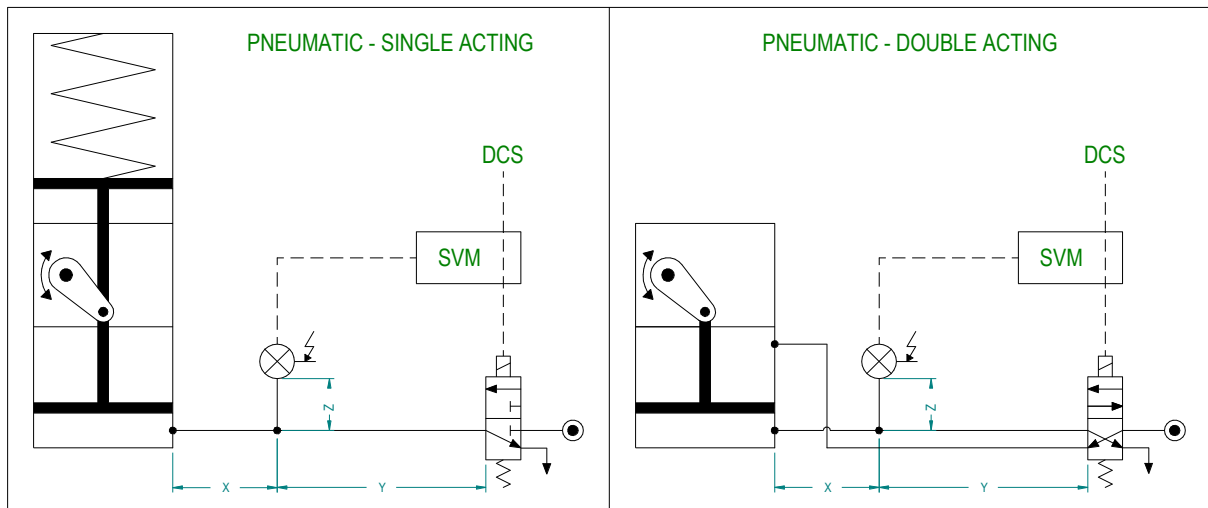 PNEUMATIC - SINGLE ACTING
DCS
SVM
Z
X
Y
PNEUMATIC - DOUBLE ACTING
DCS
SVM
Z
X
Y